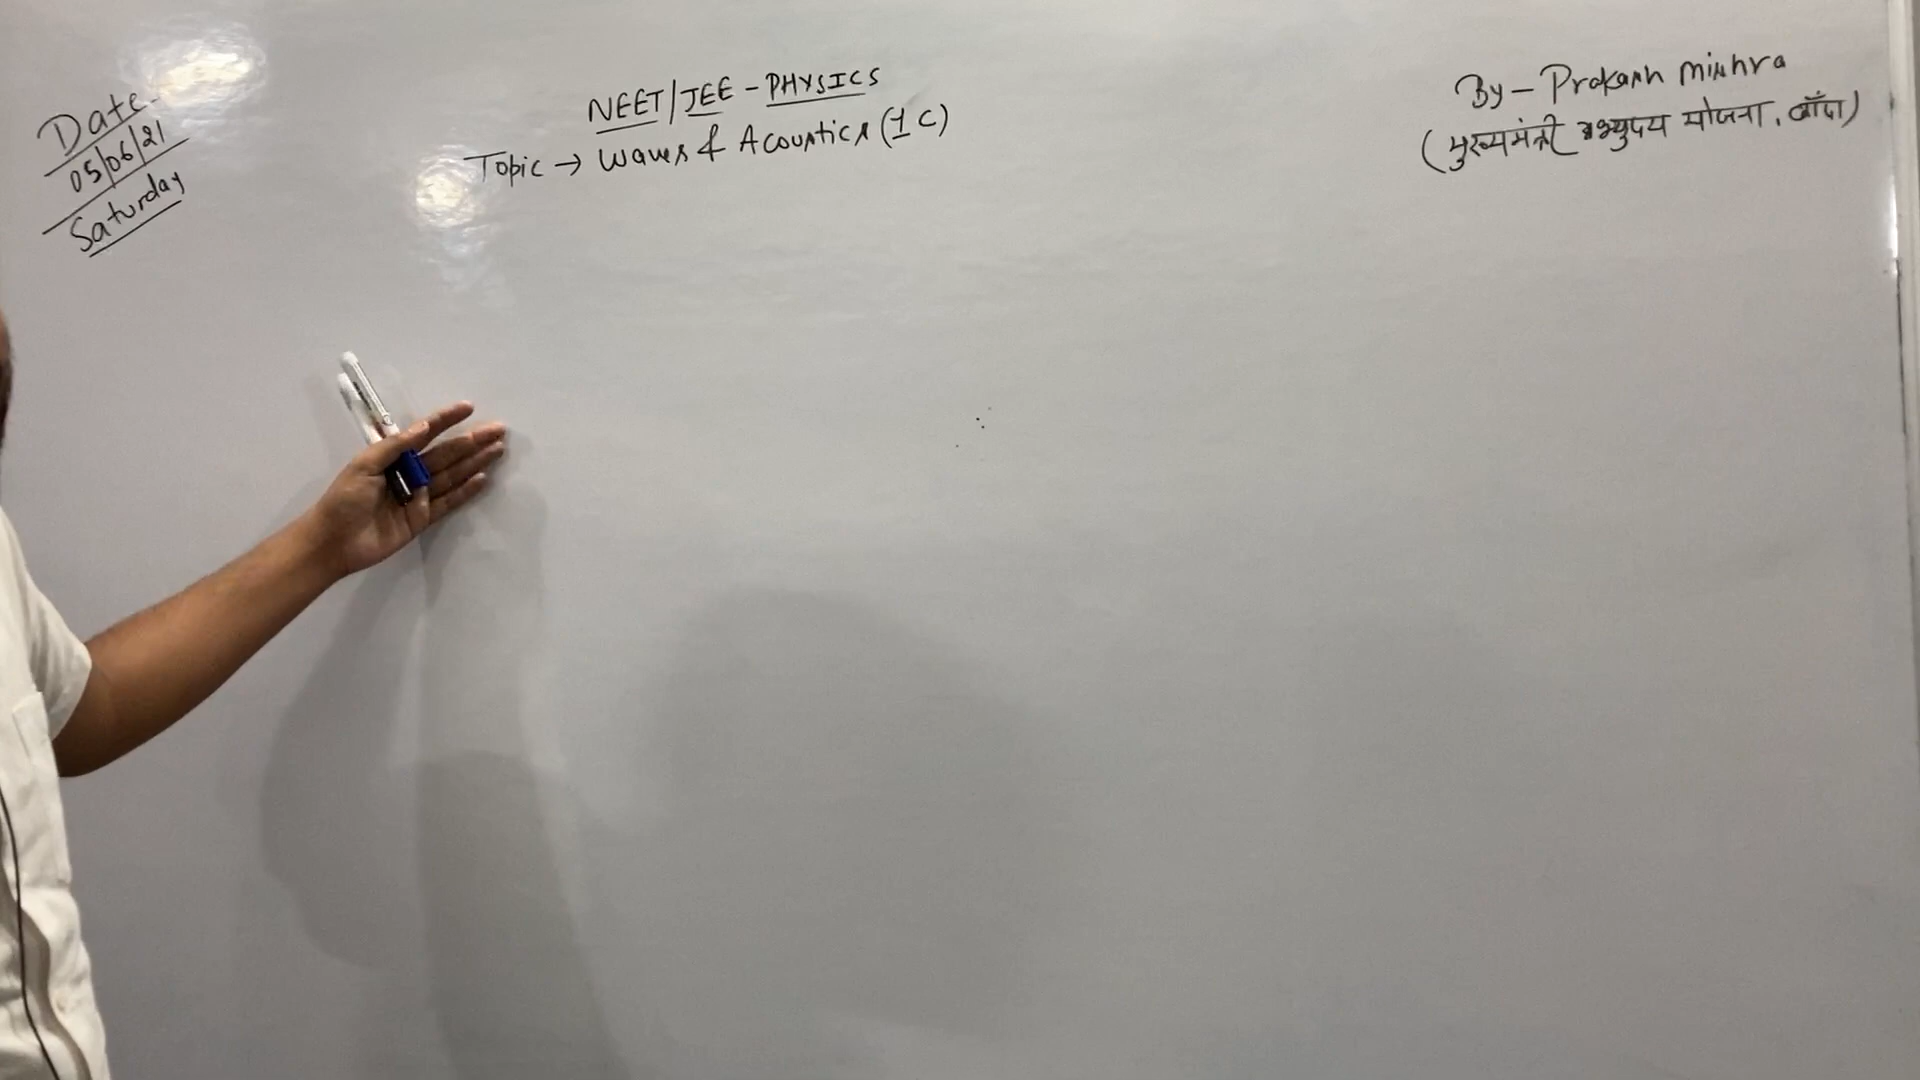 Date-
05/06/21
Saturday
NEET/JEE - PHYSICS
Topic → Waves & Acoustics (1 C)
By - Prakash Mishra
(मुख्यमंत्री अभ्युदय योजना, बाँदा)